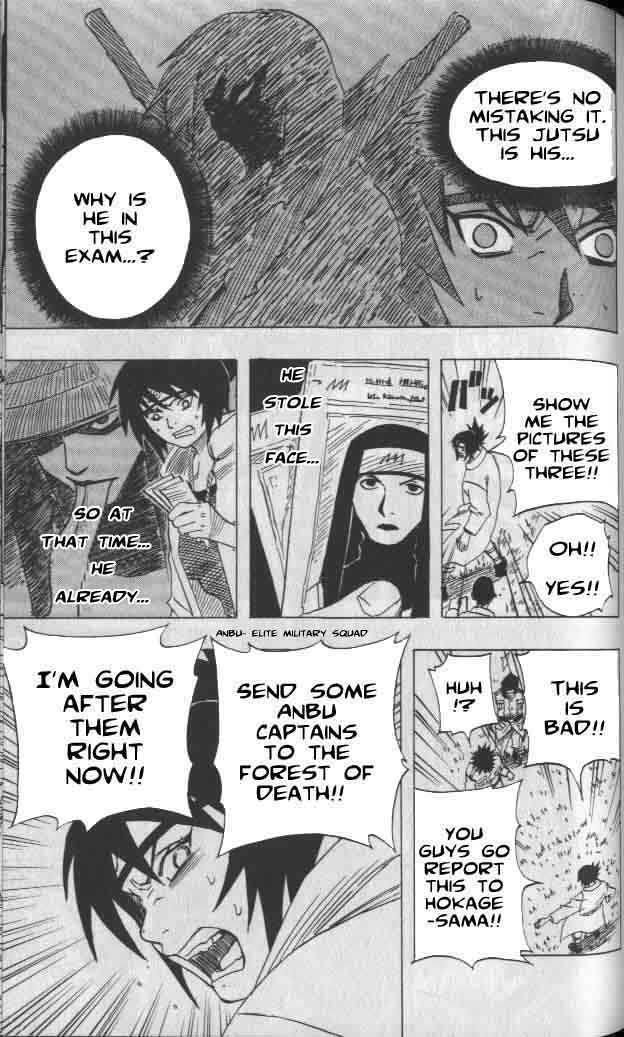 THERE'S NO
MISTAKING IT.
THIS JUTSU
IS HIS...
WHY IS
HE IN
THIS
EXAM...?
SHOW
ME THE
PICTURES
OF THESE
THREE!!
OH!!
YES!!
HE
STOLE
THIS
FACE...
SO AT
THAT TIME...
HE
ALREADY...
ANBU- ELITE MILITARY SQUAD
THIS
IS
BAD!!
HUH
!?
YOU
GUYS GO
REPORT
THIS TO
HOKAGE
-SAMA!!
SEND SOME
ANBU
CAPTAINS
TO THE
FOREST OF
DEATH!!
I'M GOING
AFTER
THEM
RIGHT
NOW!!